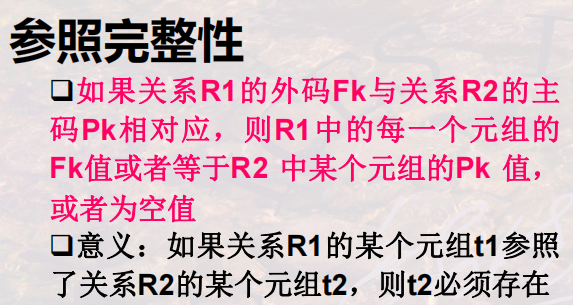 参照完整性
❑如果关系R1的外码Fk与关系R2的主
码Pk相对应，则R1中的每一个元组的
Fk值或者等于R2 中某个元组的Pk 值，
或者为空值
❑意义：如果关系R1的某个元组t1参照
了关系R2的某个元组t2，则t2必须存在